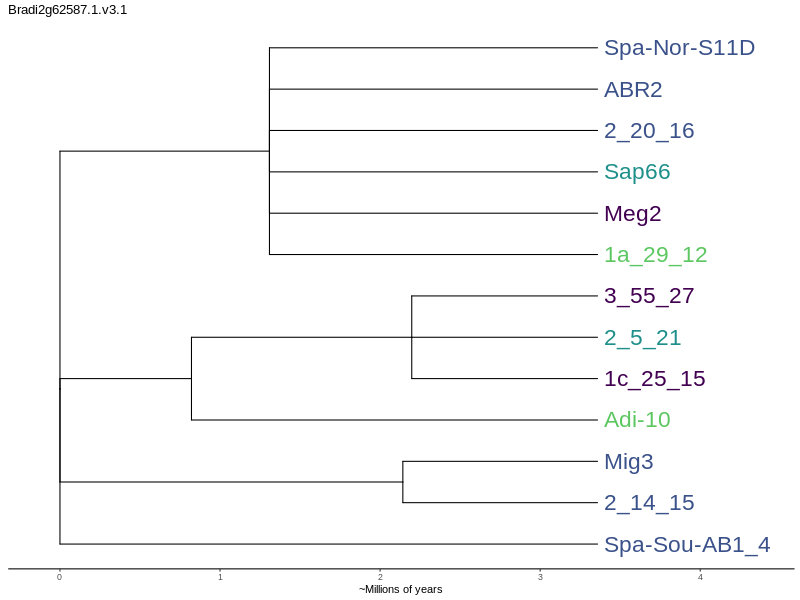 Bradi2g62587.1.v3.1
Spa-Nor-S11D
ABR2
2_20_16
Sap66
Meg2
1a_29_12
3_55_27
2_5_21
1c_25_15
Adi-10
Mig3
2_14_15
Spa-Sou-AB1_4
0 1 2 3 4
~Millions of years